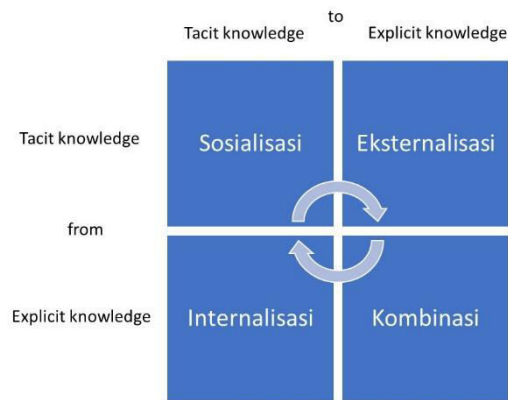 to
Tacit knowledge
Explicit knowledge
Tacit knowledge
Sosialisasi
Eksternalisasi
from
Explicit knowledge
Internalisasi
Kombinasi